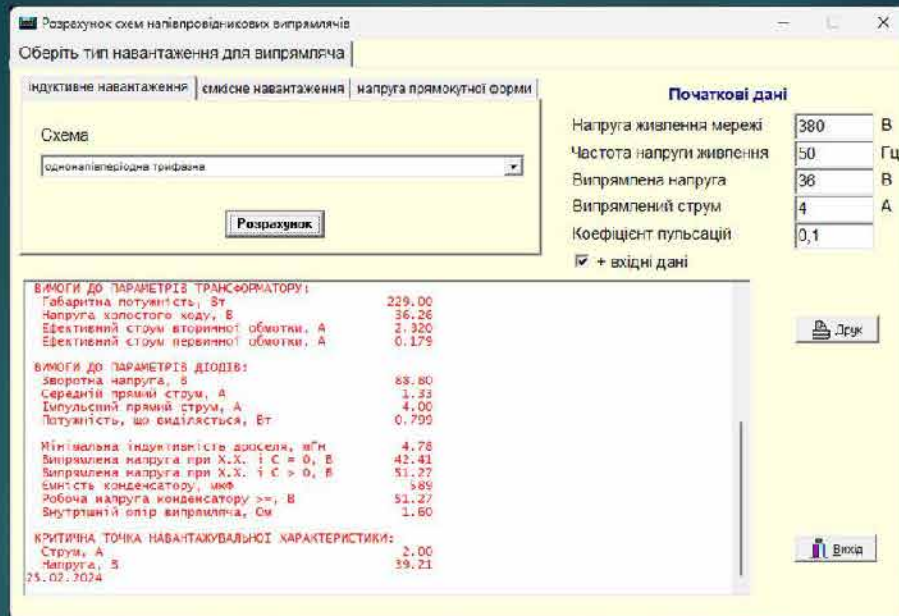 Розрахунок схем напівпровідникових випрямлячів
Оберіть тип навантаження для випрямляча
індуктивне навантаження ємкісне навантаження напруга прямокутної форми
Схема
однонапівперіодна трифазна
Розрахунок
Початкові дані
Напруга живлення мережі 380 В
Частота напруги живлення 50 Гц
Випрямлена напруга 36 В
Випрямлений струм 4 А
Коефіцієнт пульсацій 0,1
+ вхідні дані
ВИМОГИ ДО ПАРАМЕТРІВ ТРАНСФОРМАТОРУ:
Габаритна потужність, Вт 229.00
Напруга холостого ходу, В 36.26
Ефективний струм вторинної обмотки, А 2.320
Ефективний струм первинної обмотки, А 0.179
ВИМОГИ ДО ПАРАМЕТРІВ ДІОДІВ:
Зворотна напруга, В 88.80
Середній прямий струм, А 1.33
Імпульсний прямий струм, А 4.00
Потужність, що виділяється, Вт 0.799
Мінімальна індуктивність дроселя, мГн 4.78
Випрямлена напруга при Х.Х. і С = 0, В 42.41
Випрямлена напруга при Х.Х. і С > 0, В 51.27
Ємність конденсатору, мкФ 589
Робоча напруга конденсатору >=, В 51.27
Внутрішній опір випрямляча, Ом 1.60
КРИТИЧНА ТОЧКА НАВАНТАЖУВАЛЬНОЇ ХАРАКТЕРИСТИКИ:
Струм, А 2.00
Напруга, В 39.21
25.02.2024
Друк
Вихід